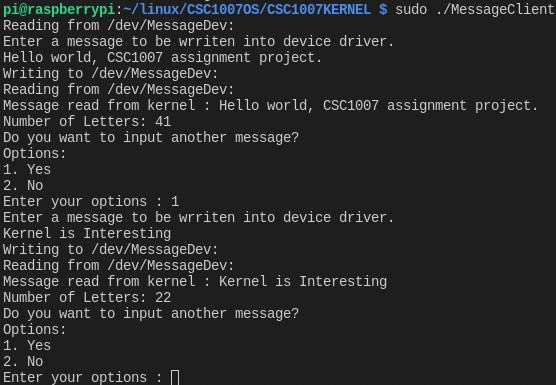 pi@raspberrypi:~/linux/CSC1007OS/CSC1007KERNEL $ sudo ./MessageClient
Reading from /dev/MessageDev:
Enter a message to be wrriten into device driver.
Hello world, CSC1007 assignment project.
Writing to /dev/MessageDev:
Reading from /dev/MessageDev:
Message read from kernel : Hello world, CSC1007 assignment project.
Number of Letters: 41
Do you want to input another message?
Options:
1. Yes
2. No
Enter your options : 1
Enter a message to be wrriten into device driver.
Kernel is Interesting
Writing to /dev/MessageDev:
Reading from /dev/MessageDev:
Message read from kernel : Kernel is Interesting
Number of Letters: 22
Do you want to input another message?
Options:
1. Yes
2. No
Enter your options :